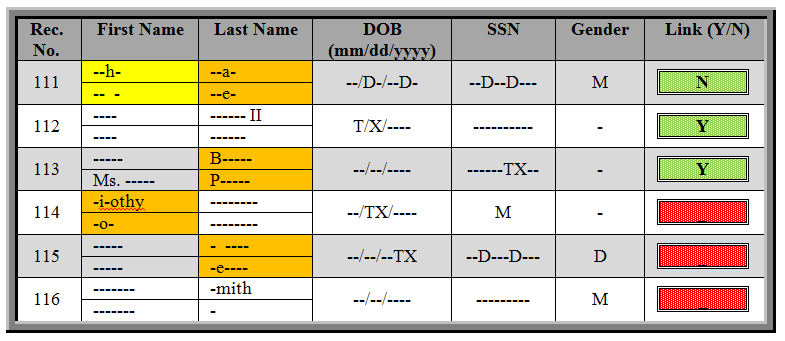 Rec. No. First Name Last Name DOB (mm/dd/yyyy) SSN Gender Link (Y/N)
111 --h- --a- --/D-/--D- --D--D--- M N
-- - --e-
112 ---- ------ II T/X/---- ---------- - Y
---- ------
113 ----- B----- --/--/---- ------TX-- - Y
Ms. ----- P-----
114 -i-othy -------- --/TX/---- M - _
-o- --------
115 ----- - ---- --/--/--TX --D---D--- D _
----- -e----
116 ------- -mith --/--/---- --------- M _
------- -